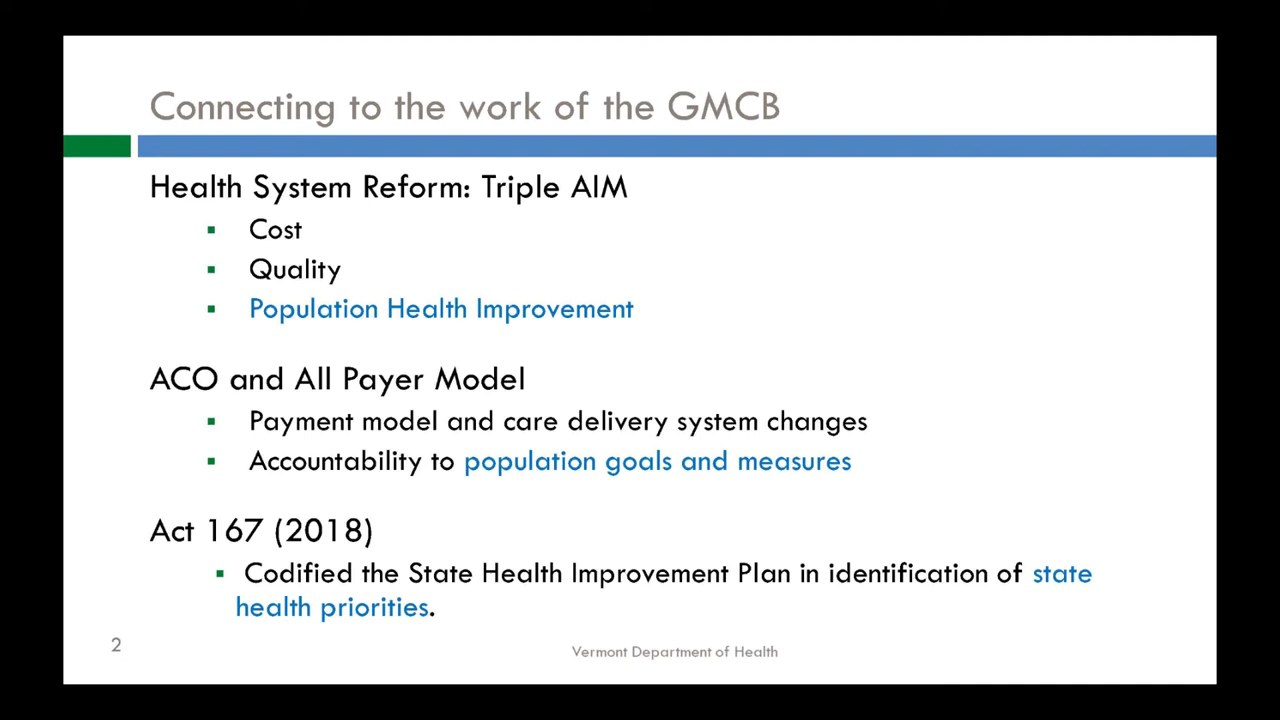 Connecting to the work of the GMCB
Health System Reform: Triple AIM
▪ Cost
▪ Quality
▪ Population Health Improvement
ACO and All Payer Model
▪ Payment model and care delivery system changes
▪ Accountability to population goals and measures
Act 167 (2018)
▪ Codified the State Health Improvement Plan in identification of state
health priorities.
2
Vermont Department of Health